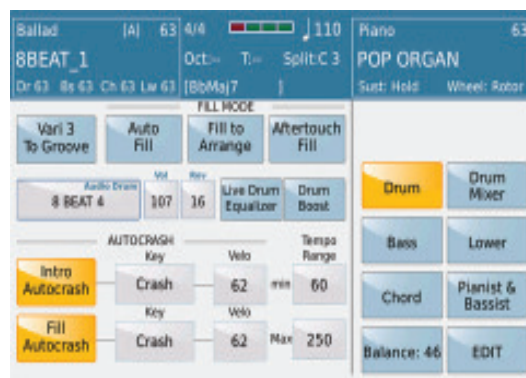 Ballad [A] 63 4/4 ♩110 Piano 63
8BEAT_1 Oct:-- T:-- Split:C 3 POP ORGAN
Dr 63 Bs 63 Ch 63 Lw 63 [BbMaj7 ] Sust: Hold Wheel: Rotor
FILL MODE
Vari 3
To Groove
Auto
Fill
Fill to
Arrange
Aftertouch
Fill
Audio Drum Vol Rev
8 BEAT 4 107 16
Live Drum
Equalizer
Drum
Boost
AUTOCRASH
Key Velo Tempo
Range
Intro
Autocrash
Crash 62 min 60
Key Velo
Fill
Autocrash
Crash 62 Max 250
Drum
Drum
Mixer
Bass Lower
Chord
Pianist &
Bassist
Balance: 46 EDIT